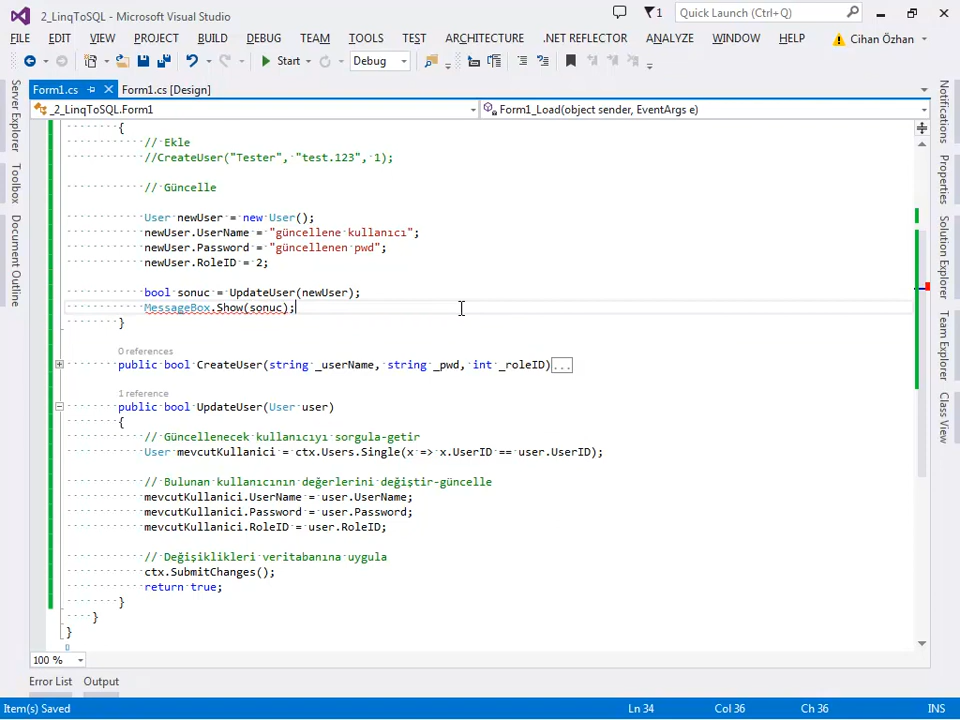 2_LinqToSQL - Microsoft Visual Studio
1
Quick Launch (Ctrl+Q)
FILE EDIT VIEW PROJECT BUILD DEBUG TEAM TOOLS TEST ARCHITECTURE .NET REFLECTOR ANALYZE WINDOW HELP Cihan Özhan
Start Debug
Form1.cs Form1.cs [Design]
_2_LinqToSQL.Form1 Form1_Load(object sender, EventArgs e)
Server Explorer
Toolbox
Document Outline
{
// Ekle
//CreateUser("Tester", "test.123", 1);
// Güncelle
User newUser = new User();
newUser.UserName = "güncellene kullanıcı";
newUser.Password = "güncellenen pwd";
newUser.RoleID = 2;
bool sonuc = UpdateUser(newUser);
MessageBox.Show(sonuc);
}
0 references
public bool CreateUser(string _userName, string _pwd, int _roleID)...
1 reference
public bool UpdateUser(User user)
{
// Güncellenecek kullanıcıyı sorgula-getir
User mevcutKullanici = ctx.Users.Single(x => x.UserID == user.UserID);
// Bulunan kullanıcının değerlerini değiştir-güncelle
mevcutKullanici.UserName = user.UserName;
mevcutKullanici.Password = user.Password;
mevcutKullanici.RoleID = user.RoleID;
// Değişiklikleri veritabanına uygula
ctx.SubmitChanges();
return true;
}
}
}
Notifications
Properties
Solution Explorer
Team Explorer
Class View
100 %
Error List Output
Item(s) Saved Ln 34 Col 36 Ch 36 INS